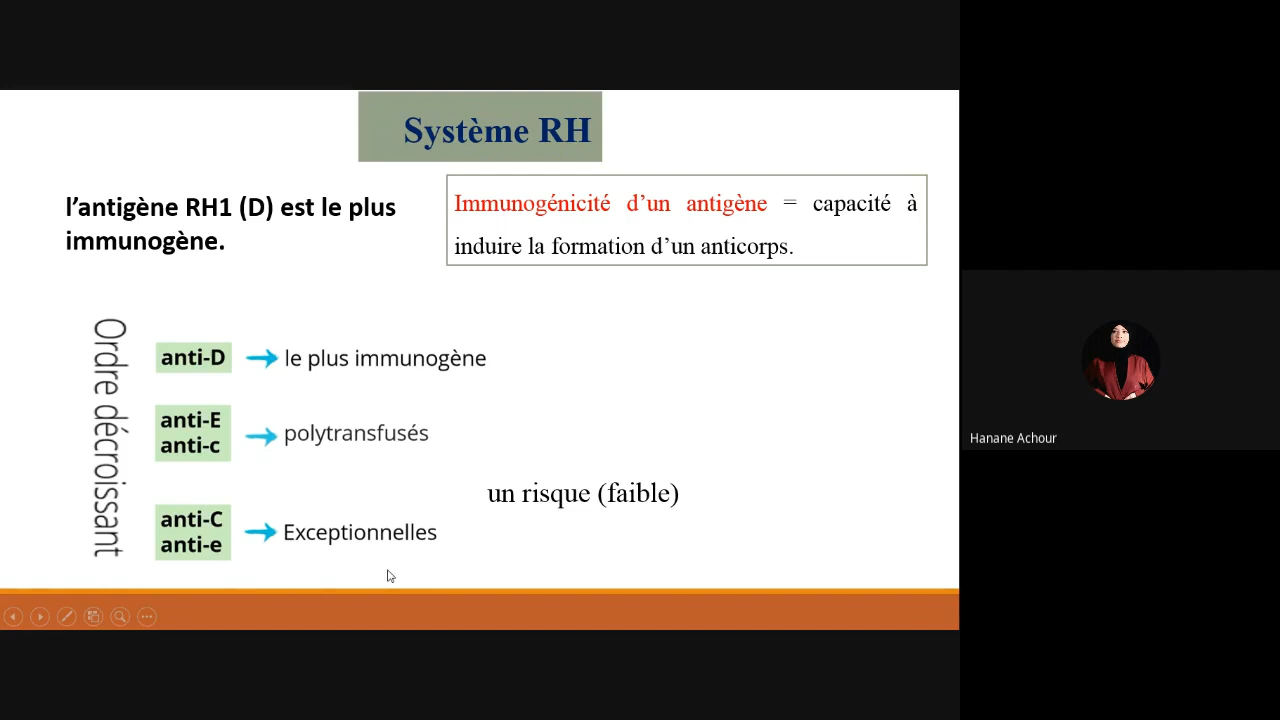 Système RH
l’antigène RH1 (D) est le plus
immunogène.
Immunogénicité d’un antigène = capacité à
induire la formation d’un anticorps.
Ordre décroissant
anti-D
le plus immunogène
anti-E
anti-c
polytransfusés
un risque (faible)
anti-C
anti-e
Exceptionnelles
Hanane Achour